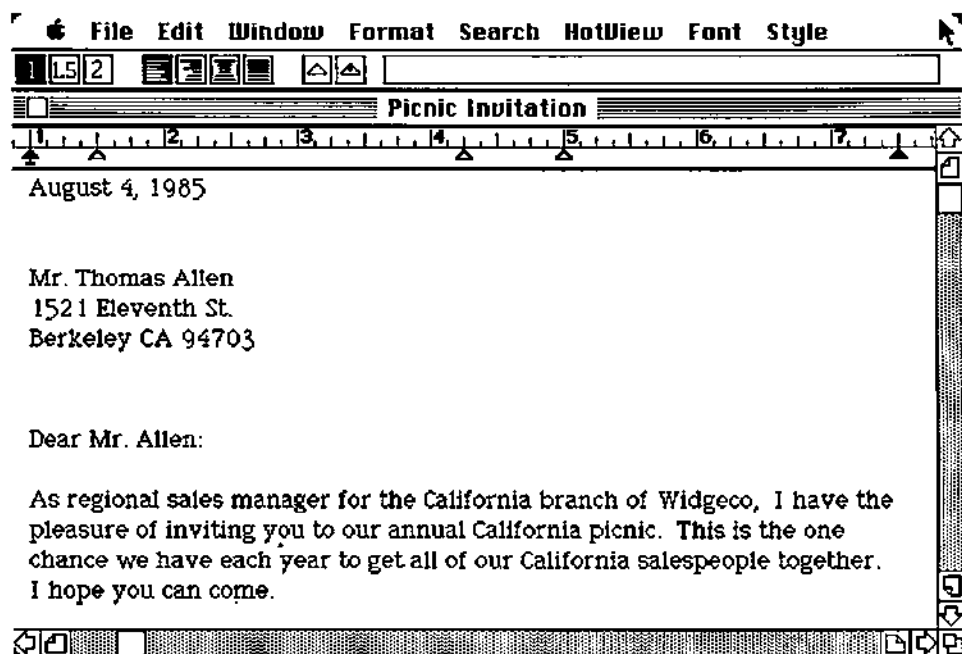 File Edit Window Format Search HotView Font Style
1 1.5 2
Picnic Invitation
1 2 3 4 5 6 7
August 4, 1985
Mr. Thomas Allen
1521 Eleventh St.
Berkeley CA 94703
Dear Mr. Allen:
As regional sales manager for the California branch of Widgeco, I have the
pleasure of inviting you to our annual California picnic. This is the one
chance we have each year to get all of our California salespeople together.
I hope you can come.